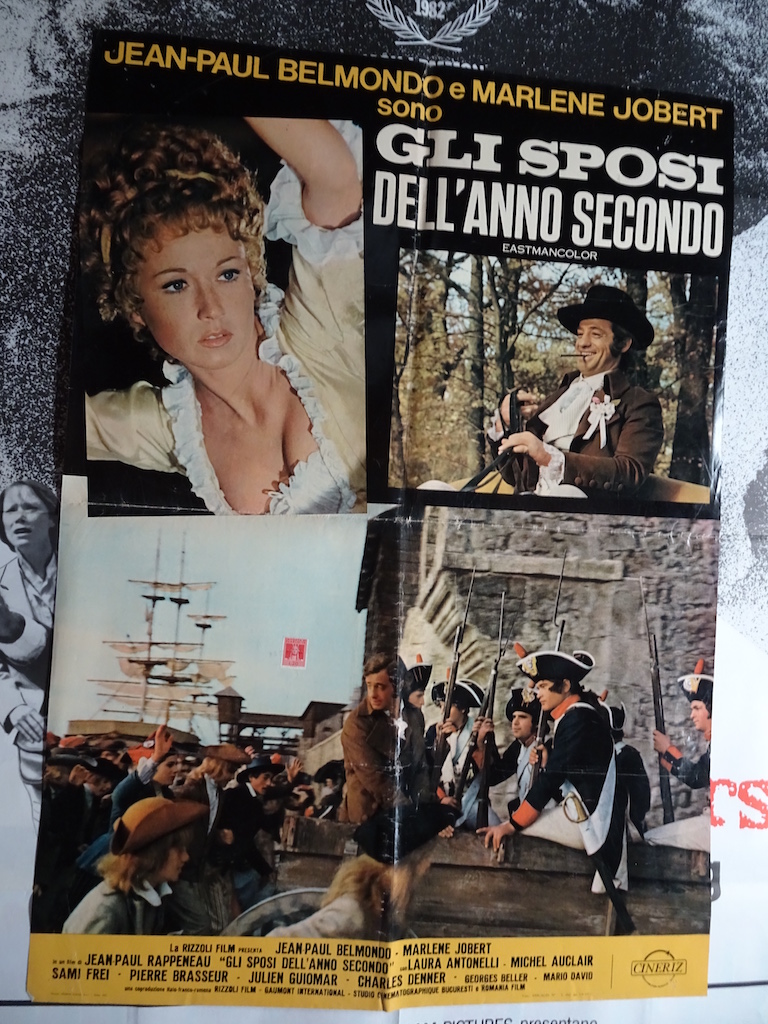 1982
JEAN-PAUL BELMONDO e MARLENE JOBERT
sono
GLI SPOSI
DELL'ANNO SECONDO
EASTMANCOLOR
rs
La RIZZOLI FILM PRESENTA JEAN-PAUL BELMONDO - MARLENE JOBERT
in un film di JEAN-PAUL RAPPENEAU "GLI SPOSI DELL'ANNO SECONDO" con LAURA ANTONELLI · MICHEL AUCLAIR
SAMI FREI · PIERRE BRASSEUR · JULIEN GUIOMAR · CHARLES DENNER · GEORGES BELLER · MARIO DAVID
una coproduzione italo-franco-romena RIZZOLI FILM - GAUMONT INTERNATIONAL - STUDIO CINEMATOGRAPHIQUE BUCURESTI e ROMANIA FILM
CINERIZ
PICTURES presentano